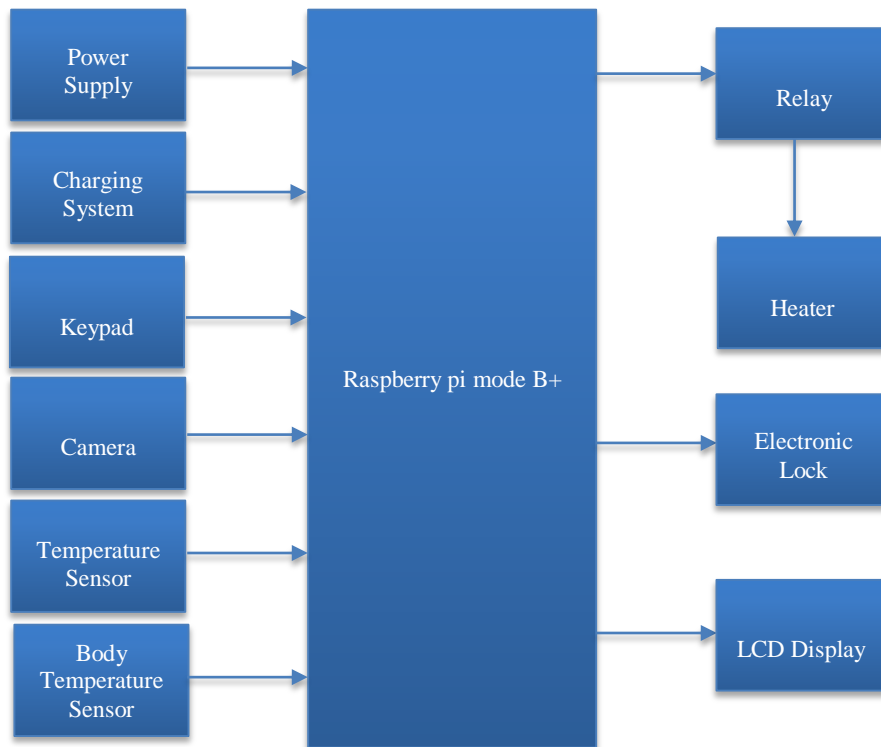 Power
Supply
Charging
System
Keypad
Camera
Temperature
Sensor
Body
Temperature
Sensor
Raspberry pi mode B+
Relay
Heater
Electronic
Lock
LCD Display